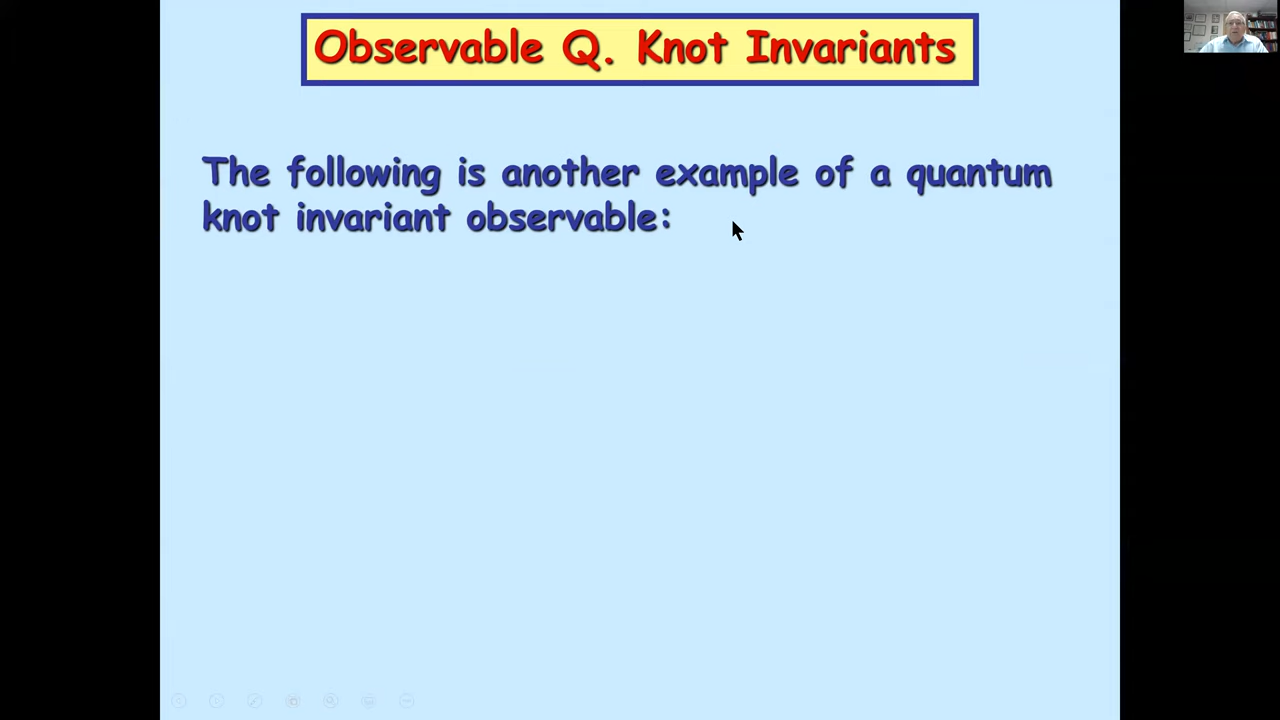 Observable Q. Knot Invariants
The following is another example of a quantum
knot invariant observable: